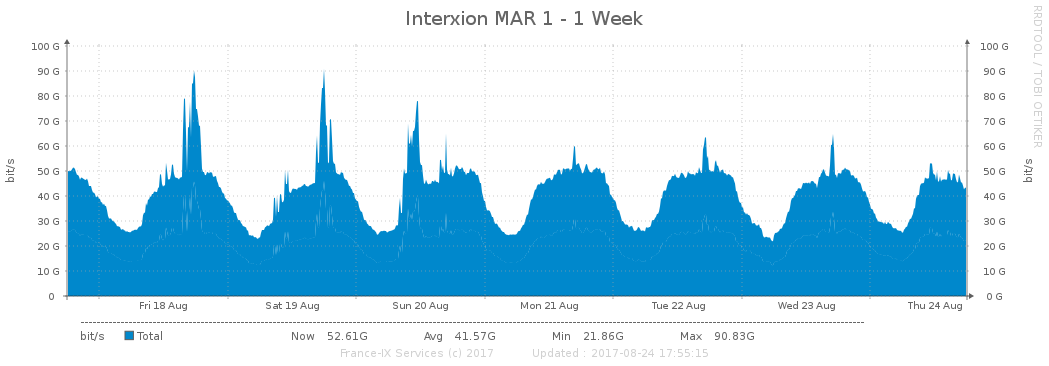 Interxion MAR 1 - 1 Week
RRDTOOL / TOBI OETIKER
bit/s
100 G
90 G
80 G
70 G
60 G
50 G
40 G
30 G
20 G
10 G
0
100 G
90 G
80 G
70 G
60 G
50 G
40 G
30 G
20 G
10 G
0 G
bit/s
Fri 18 Aug Sat 19 Aug Sun 20 Aug Mon 21 Aug Tue 22 Aug Wed 23 Aug Thu 24 Aug
bit/s Total Now 52.61G Avg 41.57G Min 21.86G Max 90.83G
France-IX Services (c) 2017 Updated : 2017-08-24 17:55:15